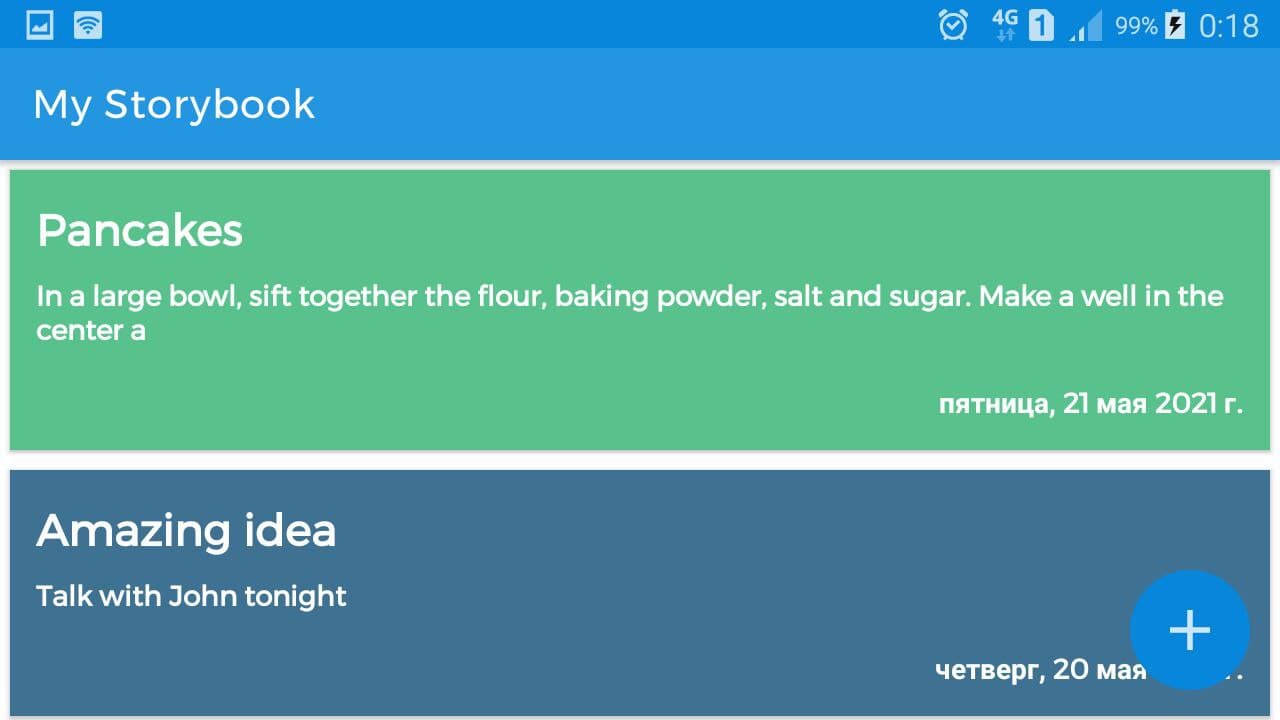 4G 1 99% 0:18
My Storybook
Pancakes
In a large bowl, sift together the flour, baking powder, salt and sugar. Make a well in the
center a
пятница, 21 мая 2021 г.
Amazing idea
Talk with John tonight
четверг, 20 мая г.